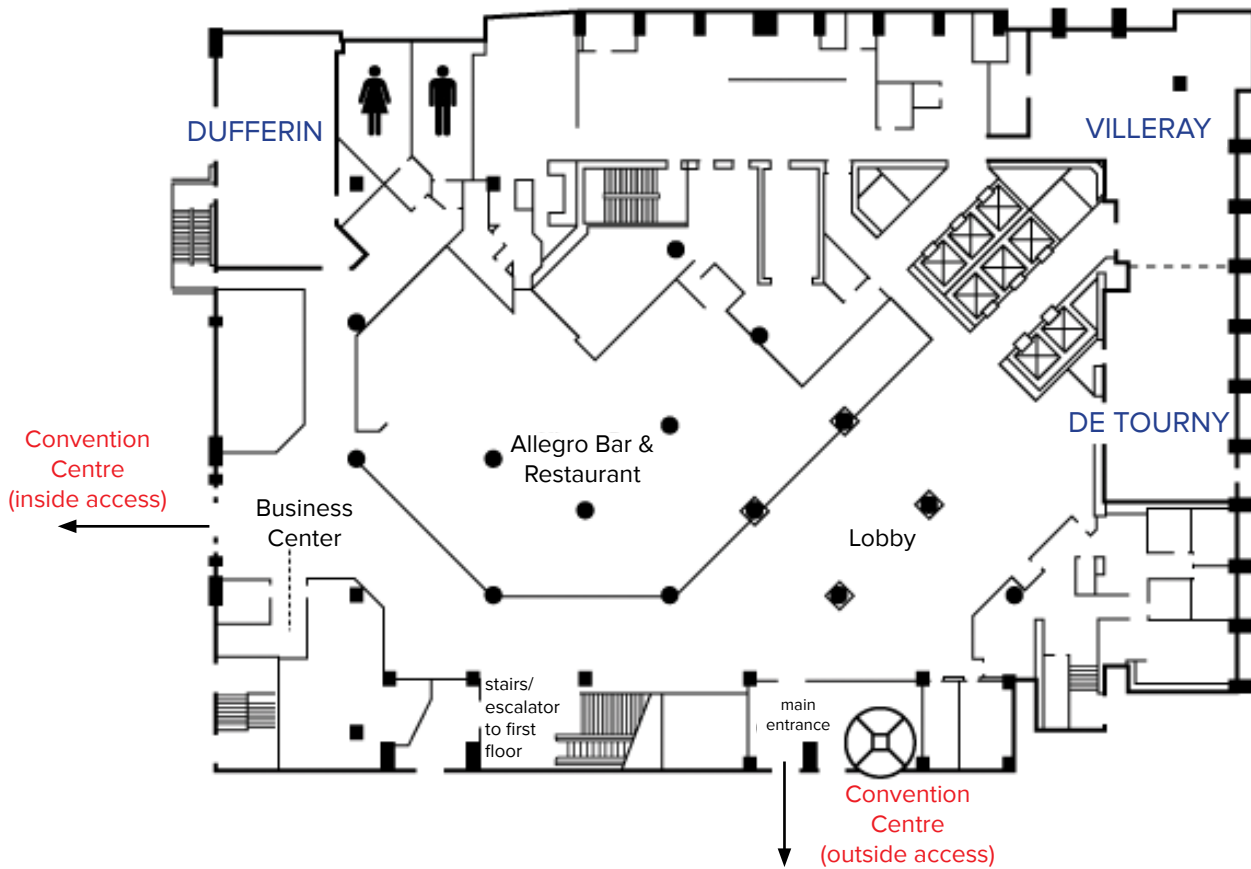 DUFFERIN
VILLERAY
DE TOURNY
Convention
Centre
(inside access)
Allegro Bar &
Restaurant
Business
Center
Lobby
stairs/
escalator
to first
floor
main
entrance
Convention
Centre
(outside access)